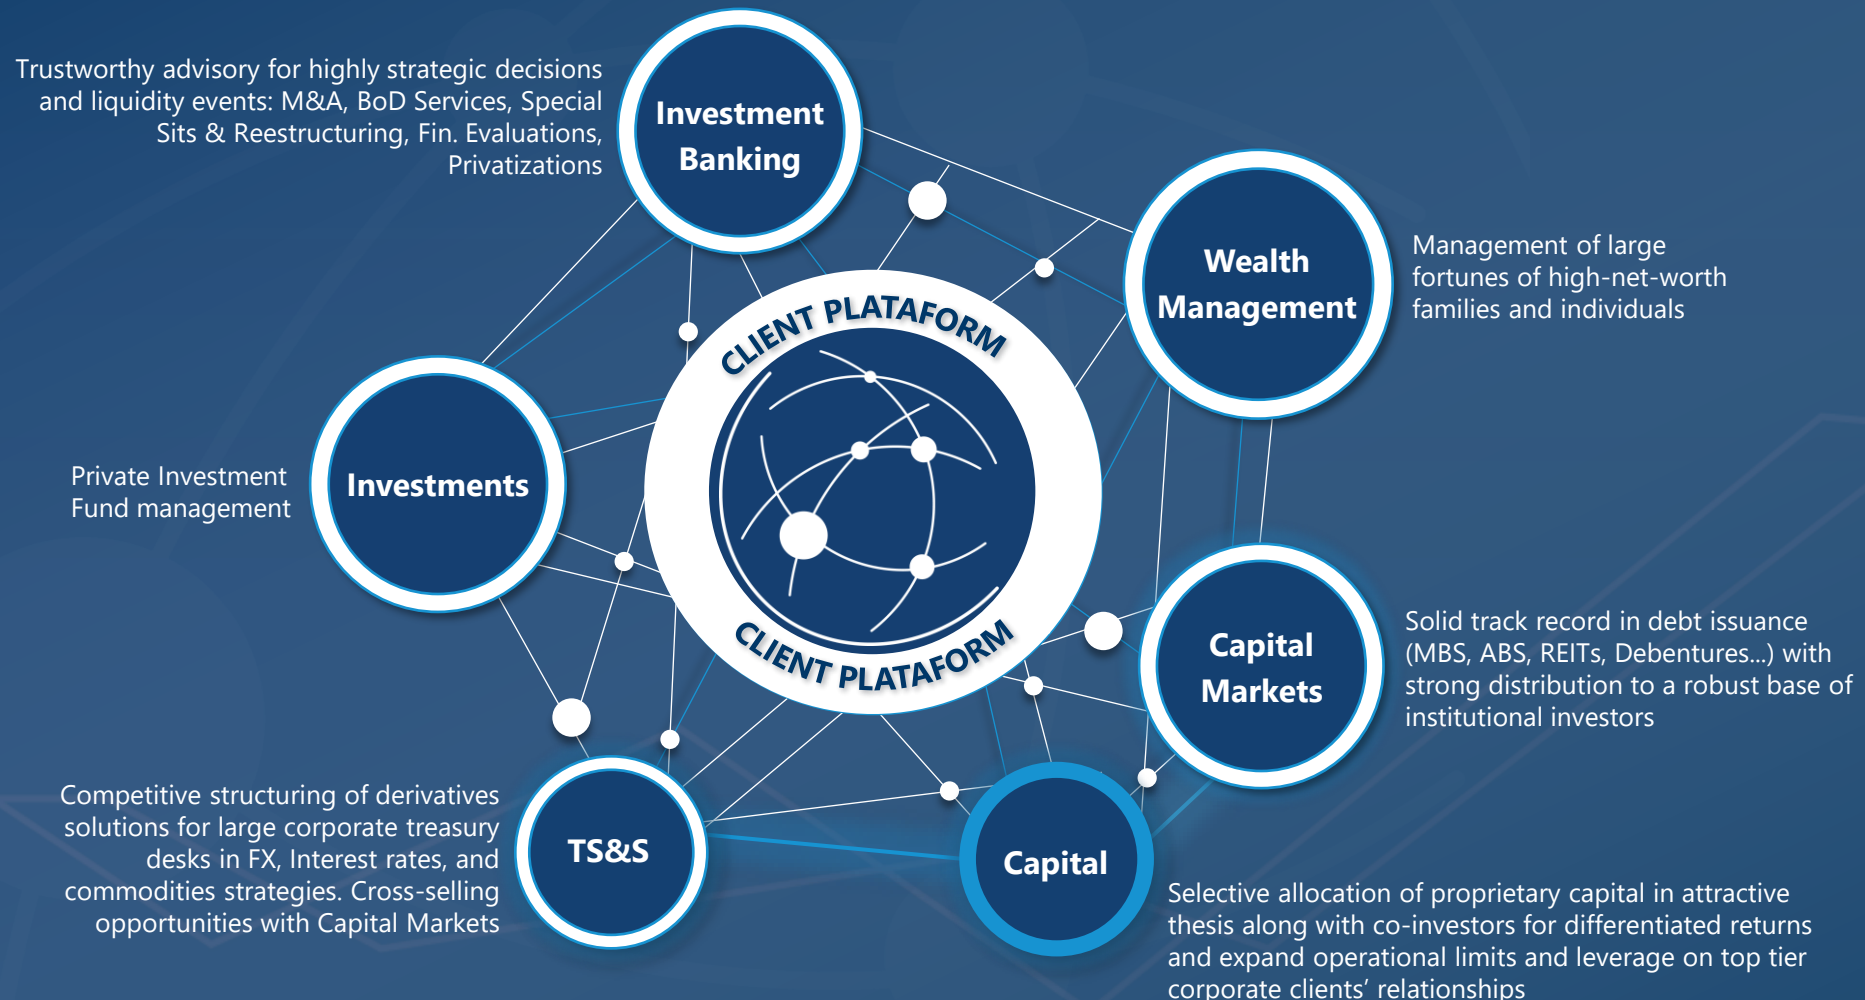 Trustworthy advisory for highly strategic decisions
and liquidity events: M&A, BoD Services, Special
Sits & Reestructuring, Fin. Evaluations,
Privatizations
Investment
Banking
Wealth
Management
Management of large
fortunes of high-net-worth
families and individuals
CLIENT PLATAFORM
Private Investment
Fund management
Investments
CLIENT PLATAFORM
Capital
Markets
Solid track record in debt issuance
(MBS, ABS, REITs, Debentures...) with
strong distribution to a robust base of
institutional investors
Competitive structuring of derivatives
solutions for large corporate treasury
desks in FX, Interest rates, and
commodities strategies. Cross-selling
opportunities with Capital Markets
TS&S
Capital
Selective allocation of proprietary capital in attractive
thesis along with co-investors for differentiated returns
and expand operational limits and leverage on top tier
corporate clients’ relationships